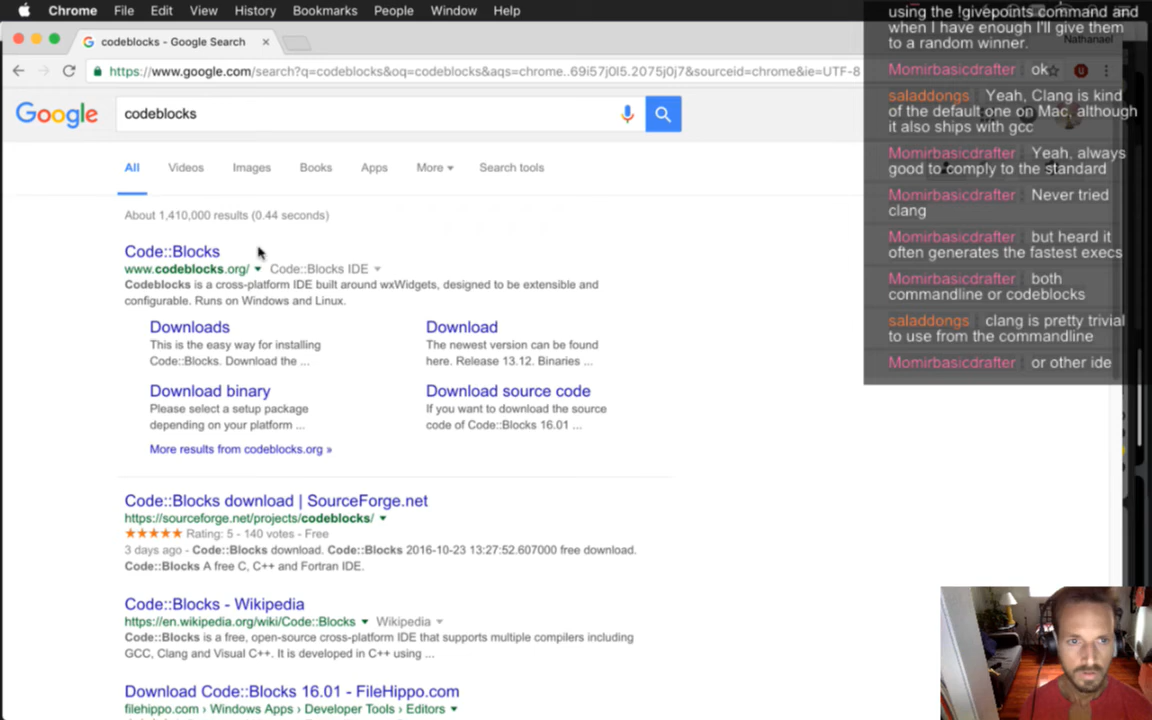 Chrome File Edit View History Bookmarks People Window Help
codeblocks - Google Search
Nathanael
https://www.google.com/search?q=codeblocks&oq=codeblocks&aqs=chrome..69i57j0l5.2075j0j7&sourceid=chrome&ie=UTF-8
Google
codeblocks
All Videos Images Books Apps More Search tools
About 1,410,000 results (0.44 seconds)
Code::Blocks
www.codeblocks.org/ Code::Blocks IDE
Codeblocks is a cross-platform IDE built around wxWidgets, designed to be extensible and
configurable. Runs on Windows and Linux.
Downloads
This is the easy way for installing
Code::Blocks. Download the ...
Download
The newest version can be found
here. Release 13.12. Binaries ...
Download binary
Please select a setup package
depending on your platform ...
Download source code
If you want to download the source
code of Code::Blocks 16.01 ...
More results from codeblocks.org »
Code::Blocks download | SourceForge.net
https://sourceforge.net/projects/codeblocks/
Rating: 5 - 140 votes - Free
3 days ago - Code::Blocks download. Code::Blocks 2016-10-23 13:27:52.607000 free download.
Code::Blocks A free C, C++ and Fortran IDE.
Code::Blocks - Wikipedia
https://en.wikipedia.org/wiki/Code::Blocks Wikipedia
Code::Blocks is a free, open-source cross-platform IDE that supports multiple compilers including
GCC, Clang and Visual C++. It is developed in C++ using ...
Download Code::Blocks 16.01 - FileHippo.com
filehippo.com › Windows Apps › Developer Tools › Editors
using the !givepoints command and
when I have enough I'll give them
to a random winner.
Momirbasicdrafter ok
saladdongs Yeah, Clang is kind
of the default one on Mac, although
it also ships with gcc
Momirbasicdrafter Yeah, always
good to comply to the standard
Momirbasicdrafter Never tried
clang
Momirbasicdrafter but heard it
often generates the fastest execs
Momirbasicdrafter both
commandline or codeblocks
saladdongs clang is pretty trivial
to use from the commandline
Momirbasicdrafter or other ide